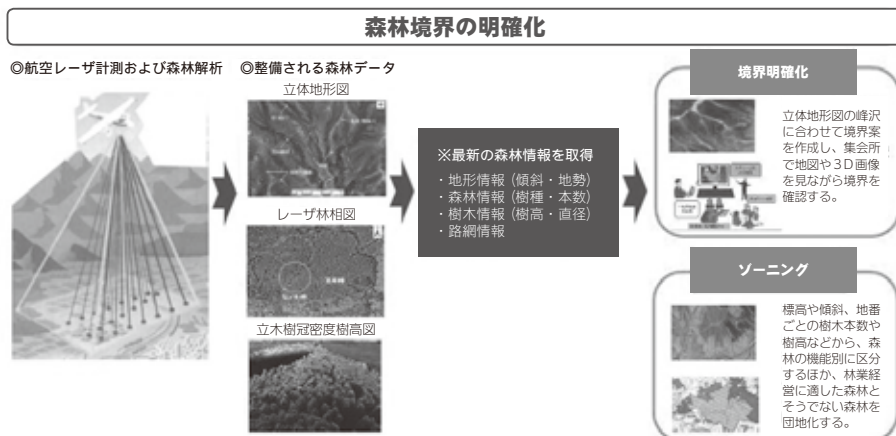 森林境界の明確化
◎航空レーザ計測および森林解析
◎整備される森林データ
立体地形図
レーザ林相図
立木樹冠密度樹高図
※最新の森林情報を取得
・地形情報（傾斜・地勢）
・森林情報（樹種・本数）
・樹木情報（樹高・直径）
・路網情報
境界明確化
立体地形図の峰沢
に合わせて境界案
を作成し、集会所
で地図や３Ｄ画像
を見ながら境界を
確認する。
ゾーニング
標高や傾斜、地番
ごとの樹木本数や
樹高などから、森
林の機能別に区分
するほか、林業経
営に適した森林と
そうでない森林を
団地化する。